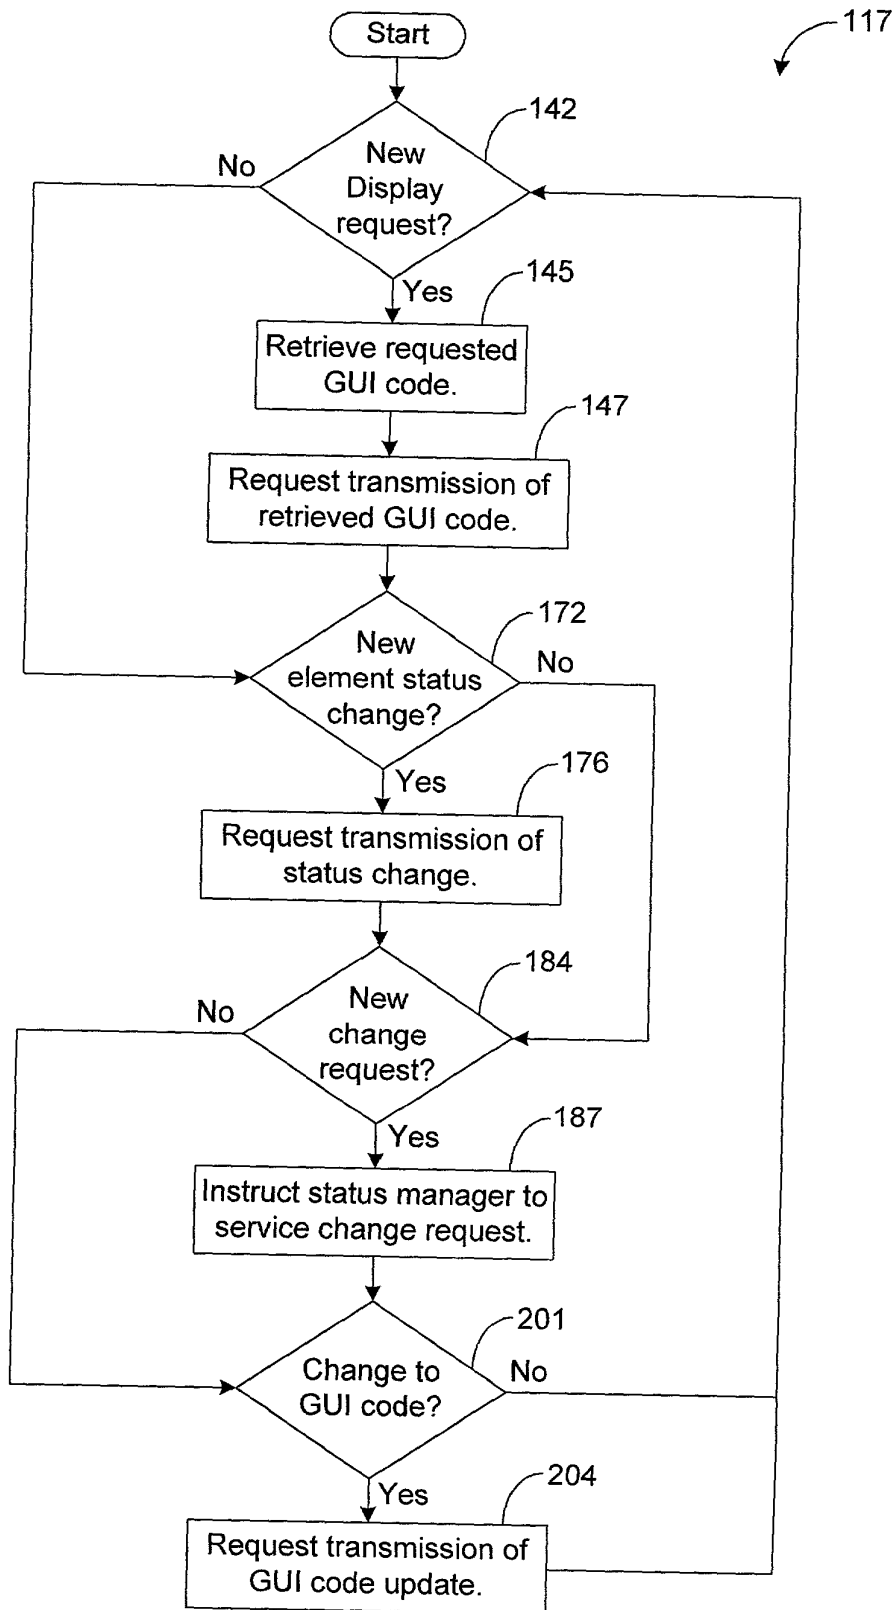 117
Start
142
New
Display
request?
No
Yes
145
Retrieve requested
GUI code.
147
Request transmission of
retrieved GUI code.
172
New
element status
change?
No
Yes
176
Request transmission of
status change.
184
New
change
request?
No
Yes
187
Instruct status manager to
service change request.
201
Change to
GUI code?
No
Yes
204
Request transmission of
GUI code update.